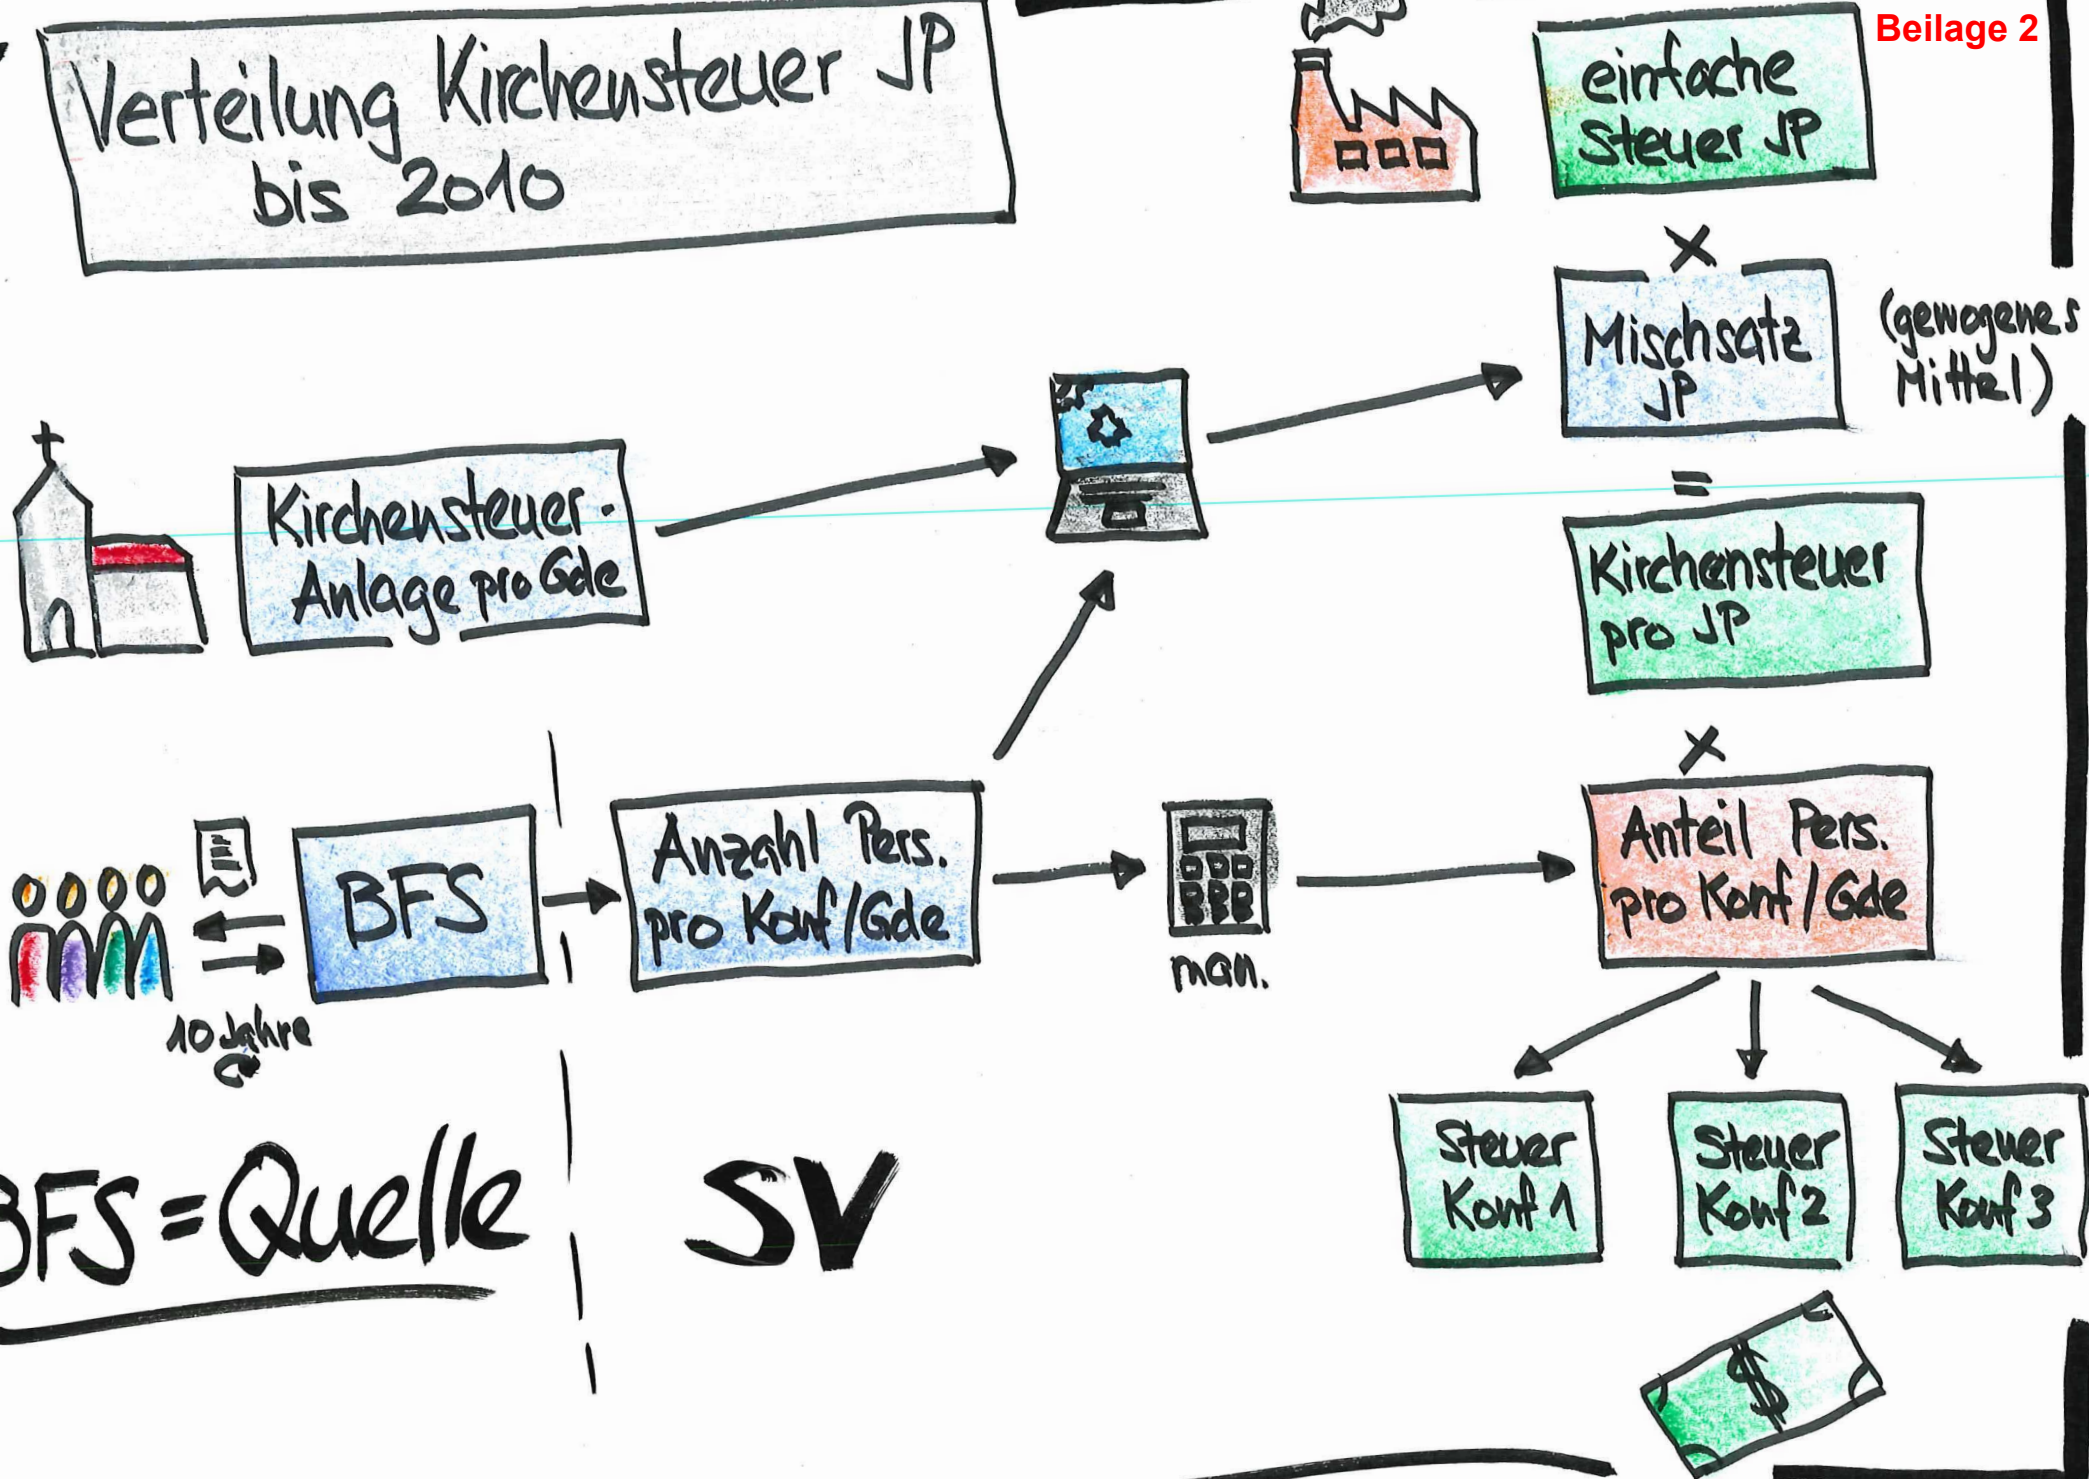 Beilage 2
Verteilung Kirchensteuer JP
bis 2010
einfache
Steuer JP
×
Mischsatz
JP
(gewogenes
Mittel)
=
Kirchensteuer
pro JP
×
Kirchensteuer-
Anlage pro Gde
BFS
10 Jahre
Anzahl Pers.
pro Konf/Gde
man.
Anteil Pers.
pro Konf/Gde
Steuer
Konf 1
Steuer
Konf 2
Steuer
Konf 3
BFS = Quelle
SV
$